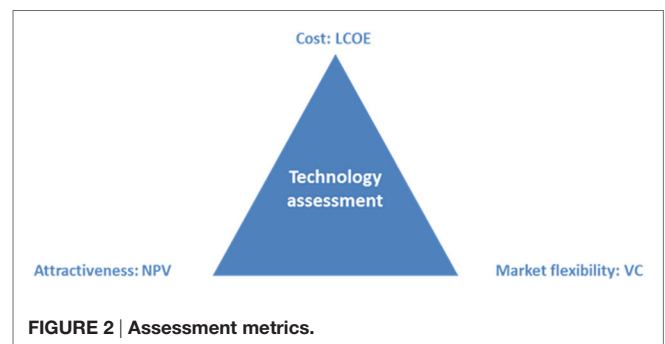 Cost: LCOE
Technology
assessment
Attractiveness: NPV
Market flexibility: VC
FIGURE 2 | Assessment metrics.